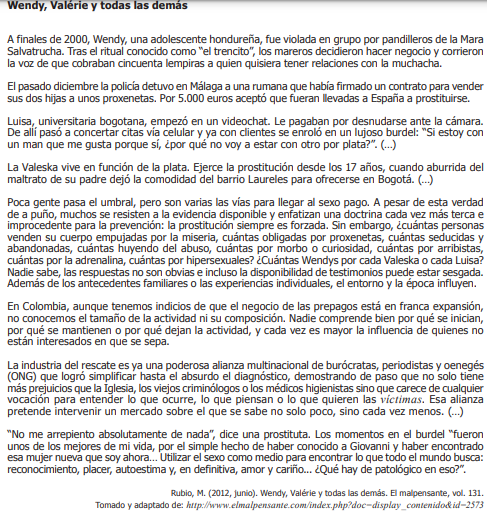 Wendy, Valérie y todas las demás
A finales de 2000, Wendy, una adolescente hondureña, fue violada en grupo por pandilleros de la Mara
Salvatrucha. Tras el ritual conocido como “el trencito”, los mareros decidieron hacer negocio y corrieron
la voz de que cobraban cincuenta lempiras a quien quisiera tener relaciones con la muchacha.
El pasado diciembre la policía detuvo en Málaga a una rumana que había firmado un contrato para vender
sus dos hijas a unos proxenetas. Por 5.000 euros aceptó que fueran llevadas a España a prostituirse.
Luisa, universitaria bogotana, empezó en un videochat. Le pagaban por desnudarse ante la cámara.
De allí pasó a concertar citas vía celular y ya con clientes se enroló en un lujoso burdel: “Si estoy con
un man que me gusta porque sí, ¿por qué no voy a estar con otro por plata?”. (…)
La Valeska vive en función de la plata. Ejerce la prostitución desde los 17 años, cuando aburrida del
maltrato de su padre dejó la comodidad del barrio Laureles para ofrecerse en Bogotá. (…)
Poca gente pasa el umbral, pero son varias las vías para llegar al sexo pago. A pesar de esta verdad
de a puño, muchos se resisten a la evidencia disponible y enfatizan una doctrina cada vez más terca e
improcedente para la prevención: la prostitución siempre es forzada. Sin embargo, ¿cuántas personas
venden su cuerpo empujadas por la miseria, cuántas obligadas por proxenetas, cuántas seducidas y
abandonadas, cuántas huyendo del abuso, cuántas por morbo o curiosidad, cuántas por arribistas,
cuántas por la adrenalina, cuántas por hipersexuales? ¿Cuántas Wendys por cada Valeska o cada Luisa?
Nadie sabe, las respuestas no son obvias e incluso la disponibilidad de testimonios puede estar sesgada.
Además de los antecedentes familiares o las experiencias individuales, el entorno y la época influyen.
En Colombia, aunque tenemos indicios de que el negocio de las prepagos está en franca expansión,
no conocemos el tamaño de la actividad ni su composición. Nadie comprende bien por qué se inician,
por qué se mantienen o por qué dejan la actividad, y cada vez es mayor la influencia de quienes no
están interesados en que se sepa.
La industria del rescate es ya una poderosa alianza multinacional de burócratas, periodistas y oenegés
(ONG) que logró simplificar hasta el absurdo el diagnóstico, demostrando de paso que no solo tiene
más prejuicios que la Iglesia, los viejos criminólogos o los médicos higienistas sino que carece de cualquier
vocación para entender lo que ocurre, lo que piensan o lo que quieren las víctimas. Esa alianza
pretende intervenir un mercado sobre el que se sabe no solo poco, sino cada vez menos. (…)
“No me arrepiento absolutamente de nada”, dice una prostituta. Los momentos en el burdel “fueron
unos de los mejores de mi vida, por el simple hecho de haber conocido a Giovanni y haber encontrado
esa mujer nueva que soy ahora… Utilizar el sexo como medio para encontrar lo que todo el mundo busca:
reconocimiento, placer, autoestima y, en definitiva, amor y cariño... ¿Qué hay de patológico en eso?”.
Rubio, M. (2012, junio). Wendy, Valérie y todas las demás. El malpensante, vol. 131.
Tomado y adaptado de: http://www.elmalpensante.com/index.php?doc=display_contenido&id=2573